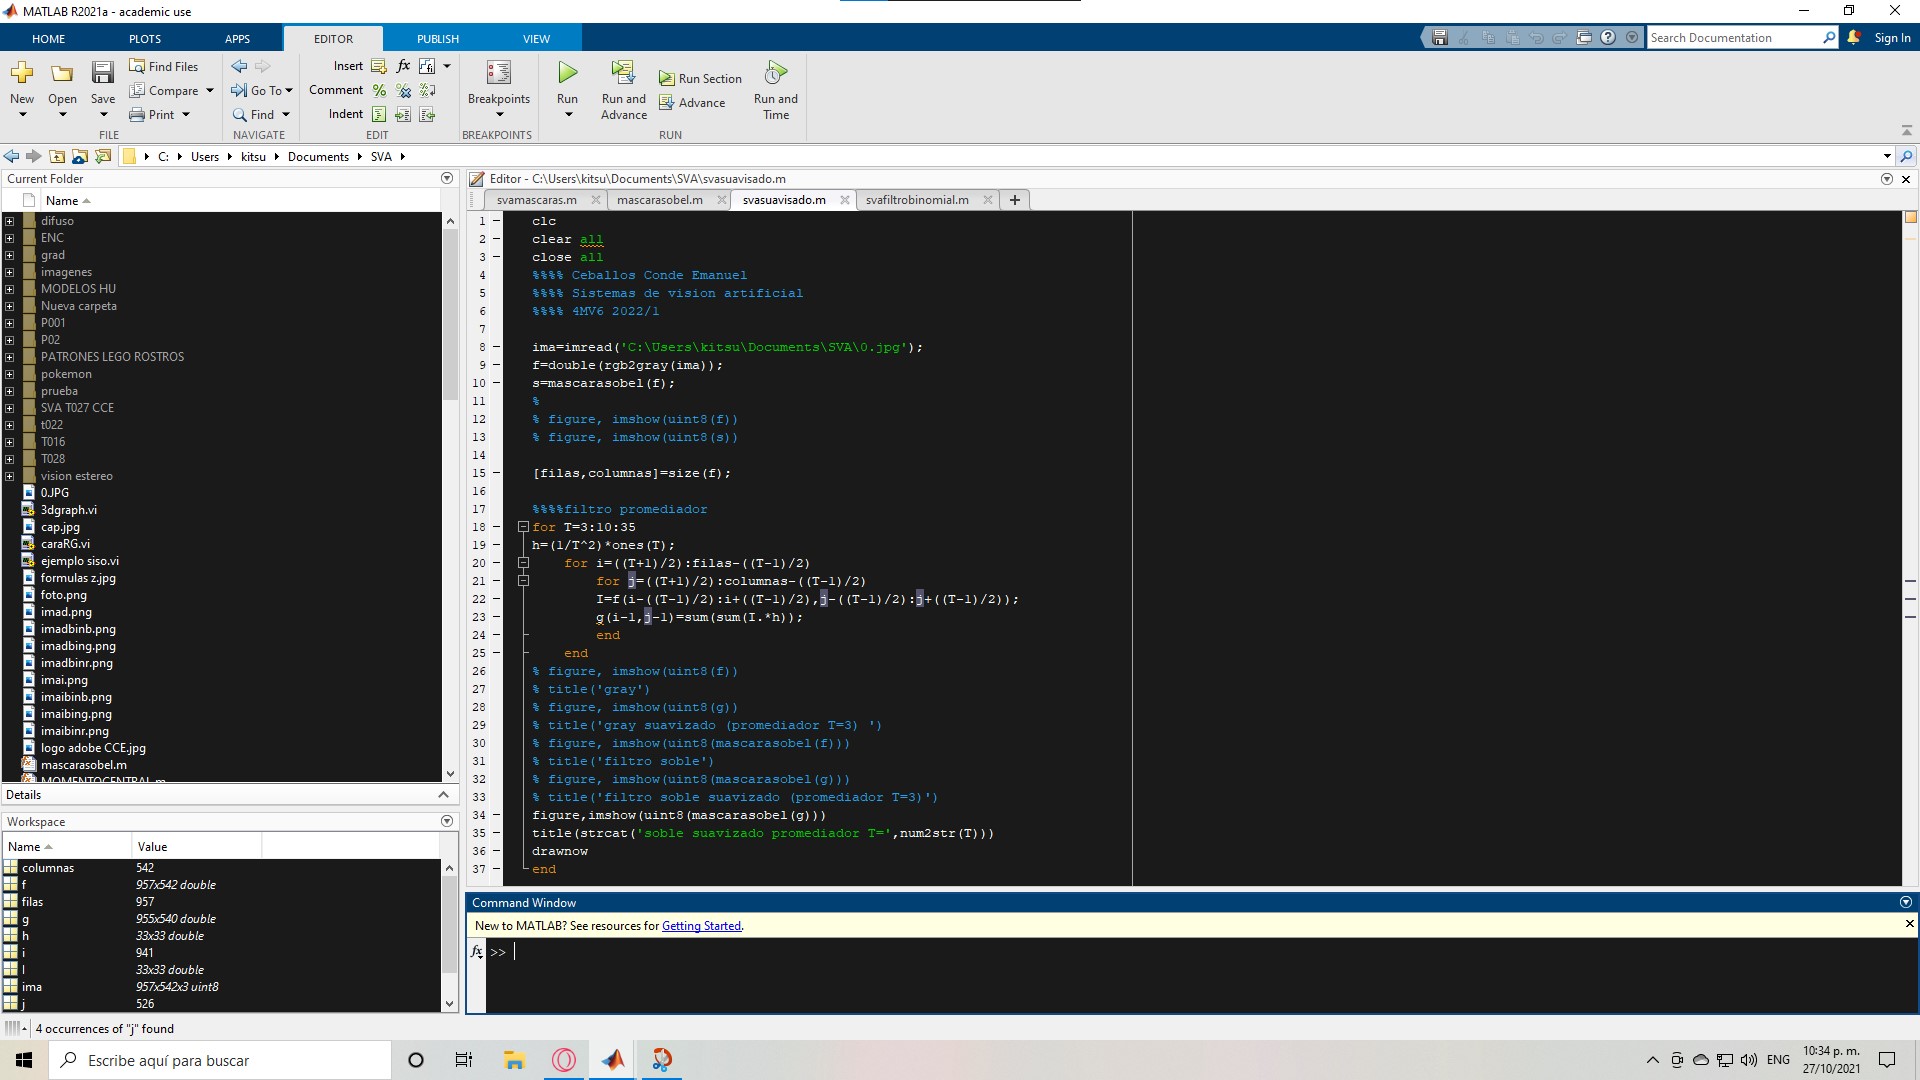 MATLAB R2021a - academic use
HOME PLOTS APPS EDITOR PUBLISH VIEW
Search Documentation
Sign In
New
Open
Save
Find Files
Compare
Print
FILE
Go To
Find
NAVIGATE
Insert
fx
Comment
Indent
EDIT
Breakpoints
BREAKPOINTS
Run
Run and
Advance
Run Section
Advance
Run and
Time
RUN
C: Users kitsu Documents SVA
Current Folder
Name
difuso
ENC
grad
imagenes
MODELOS HU
Nueva carpeta
P001
P02
PATRONES LEGO ROSTROS
pokemon
prueba
SVA T027 CCE
t022
T016
T028
vision estereo
0.JPG
3dgraph.vi
cap.jpg
caraRG.vi
ejemplo siso.vi
formulas z.jpg
foto.png
imad.png
imadbinb.png
imadbing.png
imadbinr.png
imai.png
imaibinb.png
imaibing.png
imaibinr.png
logo adobe CCE.jpg
mascarasobel.m
MOMENTOCENTRAL.m
Details
Workspace
Name Value
columnas 542
f 957x542 double
filas 957
g 955x540 double
h 33x33 double
i 941
I 33x33 double
ima 957x542x3 uint8
j 526
4 occurrences of "j" found
Editor - C:\Users\kitsu\Documents\SVA\svasuavisado.m
svamascaras.m mascarasobel.m svasuavisado.m svafiltrobinomial.m
1 clc
2 clear all
3 close all
4 %%%% Ceballos Conde Emanuel
5 %%%% Sistemas de vision artificial
6 %%%% 4MV6 2022/1
7
8 ima=imread('C:\Users\kitsu\Documents\SVA\0.jpg');
9 f=double(rgb2gray(ima));
10 s=mascarasobel(f);
11 %
12 % figure, imshow(uint8(f))
13 % figure, imshow(uint8(s))
14
15 [filas,columnas]=size(f);
16
17 %%%%filtro promediador
18 for T=3:10:35
19 h=(1/T^2)*ones(T);
20 for i=((T+1)/2):filas-((T-1)/2)
21 for j=((T+1)/2):columnas-((T-1)/2)
22 I=f(i-((T-1)/2):i+((T-1)/2),j-((T-1)/2):j+((T-1)/2));
23 g(i-1,j-1)=sum(sum(I.*h));
24 end
25 end
26 % figure, imshow(uint8(f))
27 % title('gray')
28 % figure, imshow(uint8(g))
29 % title('gray suavizado (promediador T=3) ')
30 % figure, imshow(uint8(mascarasobel(f)))
31 % title('filtro soble')
32 % figure, imshow(uint8(mascarasobel(g)))
33 % title('filtro soble suavizado (promediador T=3)')
34 figure,imshow(uint8(mascarasobel(g)))
35 title(strcat('soble suavizado promediador T=',num2str(T)))
36 drawnow
37 end
Command Window
New to MATLAB? See resources for Getting Started.
fx >>
Escribe aquí para buscar
ENG
10:34 p. m.
27/10/2021